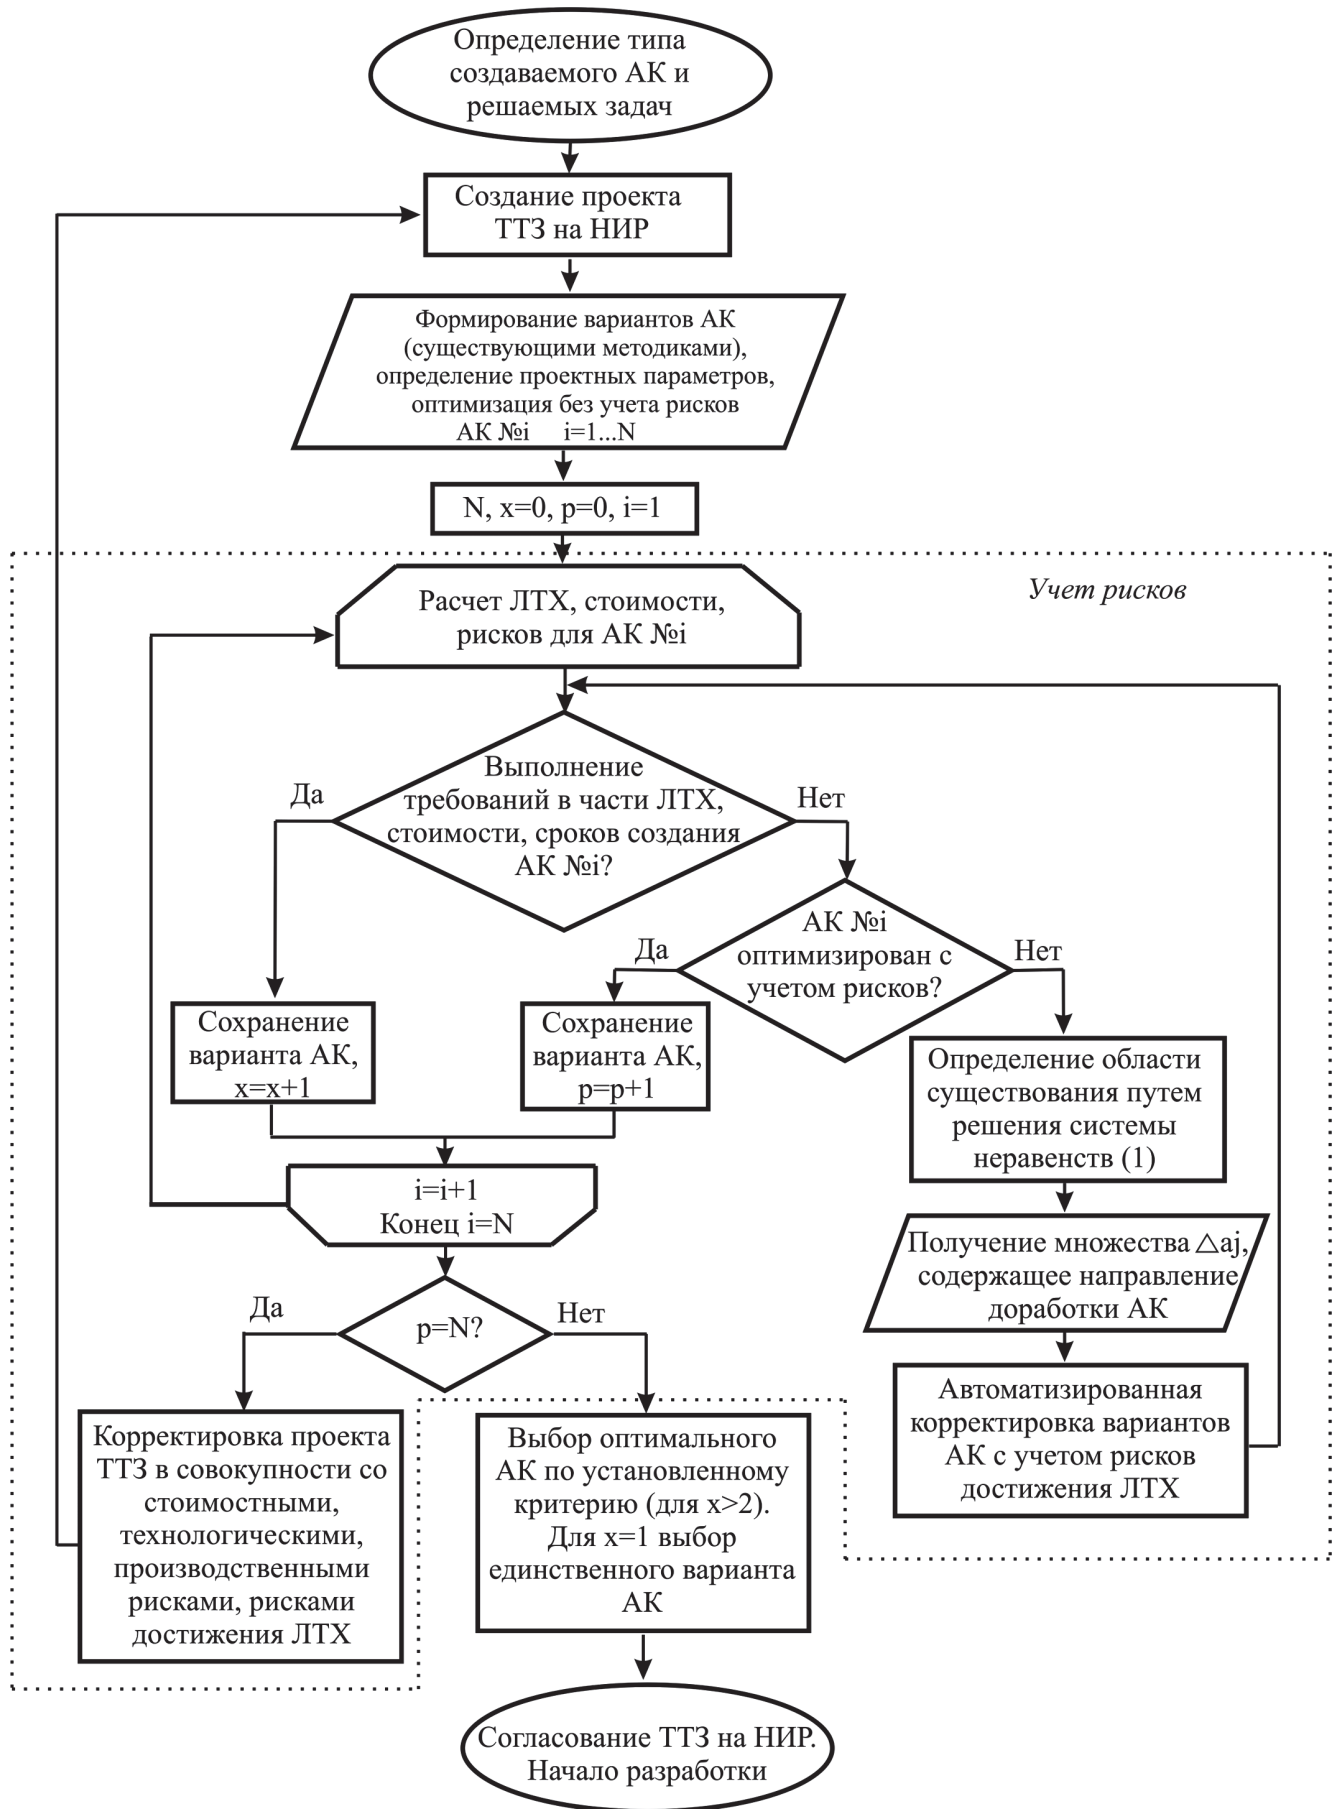 Определение типа
создаваемого АК и
решаемых задач
Создание проекта
ТТЗ на НИР
Формирование вариантов АК
(существующими методиками),
определение проектных параметров,
оптимизация без учета рисков
АК №i i=1...N
N, x=0, p=0, i=1
Учет рисков
Расчет ЛТХ, стоимости,
рисков для АК №i
Выполнение
требований в части ЛТХ,
стоимости, сроков создания
АК №i?
Да
Нет
АК №i
оптимизирован с
учетом рисков?
Да
Нет
Сохранение
варианта АК,
x=x+1
Сохранение
варианта АК,
p=p+1
Определение области
существования путем
решения системы
неравенств (1)
Получение множества △aj,
содержащее направление
доработки АК
Автоматизированная
корректировка вариантов
АК с учетом рисков
достижения ЛТХ
i=i+1
Конец i=N
p=N?
Да
Нет
Корректировка проекта
ТТЗ в совокупности со
стоимостными,
технологическими,
производственными
рисками, рисками
достижения ЛТХ
Выбор оптимального
АК по установленному
критерию (для x>2).
Для x=1 выбор
единственного варианта
АК
Согласование ТТЗ на НИР.
Начало разработки